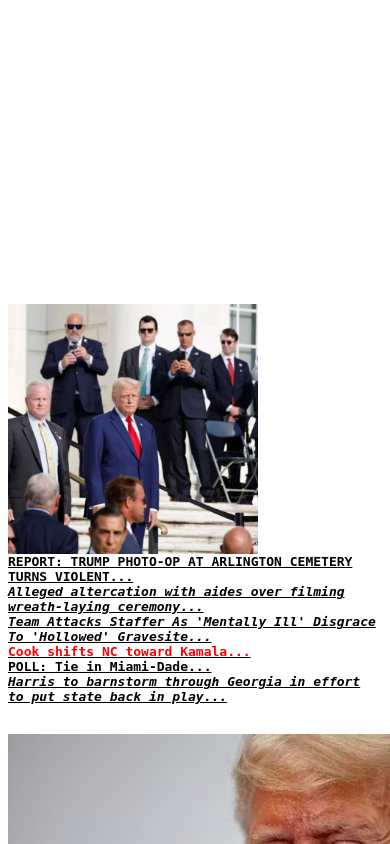 REPORT: TRUMP PHOTO-OP AT ARLINGTON CEMETERY
TURNS VIOLENT...
Alleged altercation with aides over filming
wreath-laying ceremony...
Team Attacks Staffer As 'Mentally Ill' Disgrace
To 'Hollowed' Gravesite...
Cook shifts NC toward Kamala...
POLL: Tie in Miami-Dade...
Harris to barnstorm through Georgia in effort
to put state back in play...